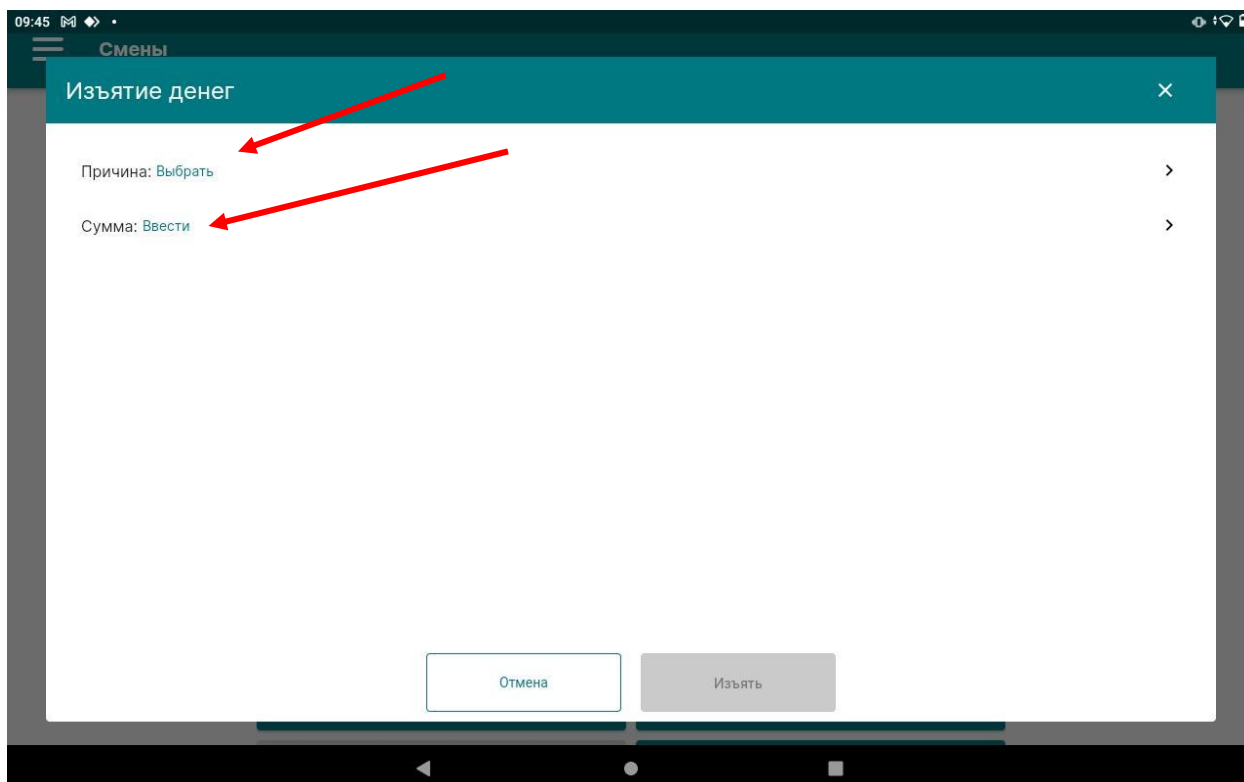 09:45
Смены
Изъятие денег
Причина: Выбрать
Сумма: Ввести
Отмена
Изъять